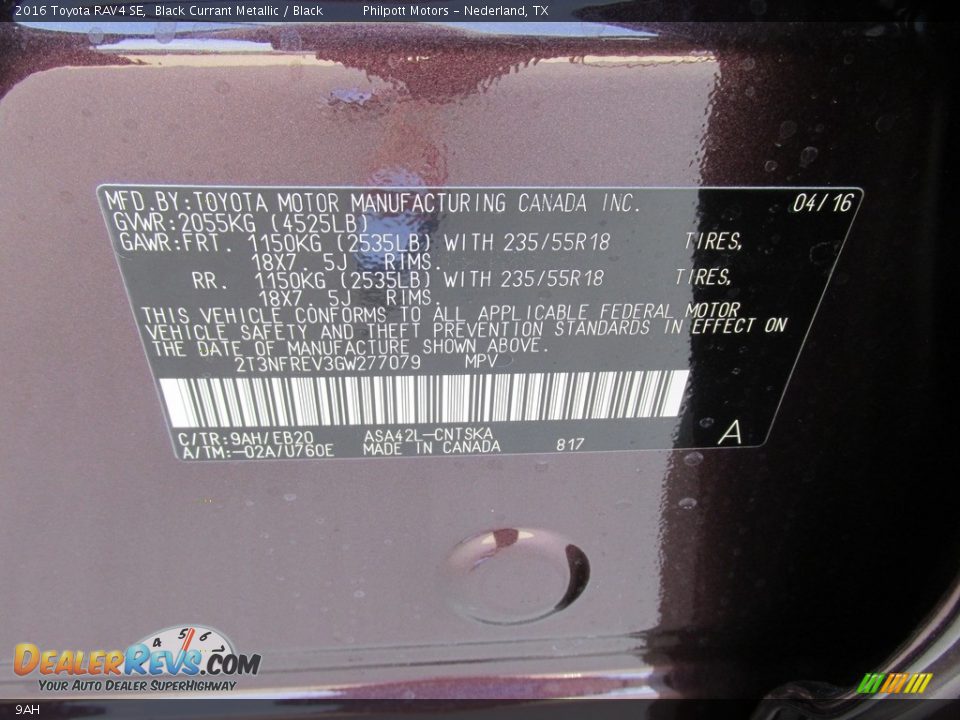 2016 Toyota RAV4 SE, Black Currant Metallic / Black Philpott Motors - Nederland, TX
MFD.BY:TOYOTA MOTOR MANUFACTURING CANADA INC. 04/16
GVWR:2055KG (4525LB)
GAWR:FRT. 1150KG (2535LB) WITH 235/55R18 TIRES,
18X7.5J RIMS.
RR. 1150KG (2535LB) WITH 235/55R18 TIRES,
18X7.5J RIMS.
THIS VEHICLE CONFORMS TO ALL APPLICABLE FEDERAL MOTOR
VEHICLE SAFETY AND THEFT PREVENTION STANDARDS IN EFFECT ON
THE DATE OF MANUFACTURE SHOWN ABOVE.
2T3NFREV3GW277079 MPV
C/TR:9AH/EB20 ASA42L-CNTSKA
A/TM:-02A/U760E MADE IN CANADA 817 A
4 5 6
DealerRevs.com
Your Auto Dealer SuperHighway
9AH